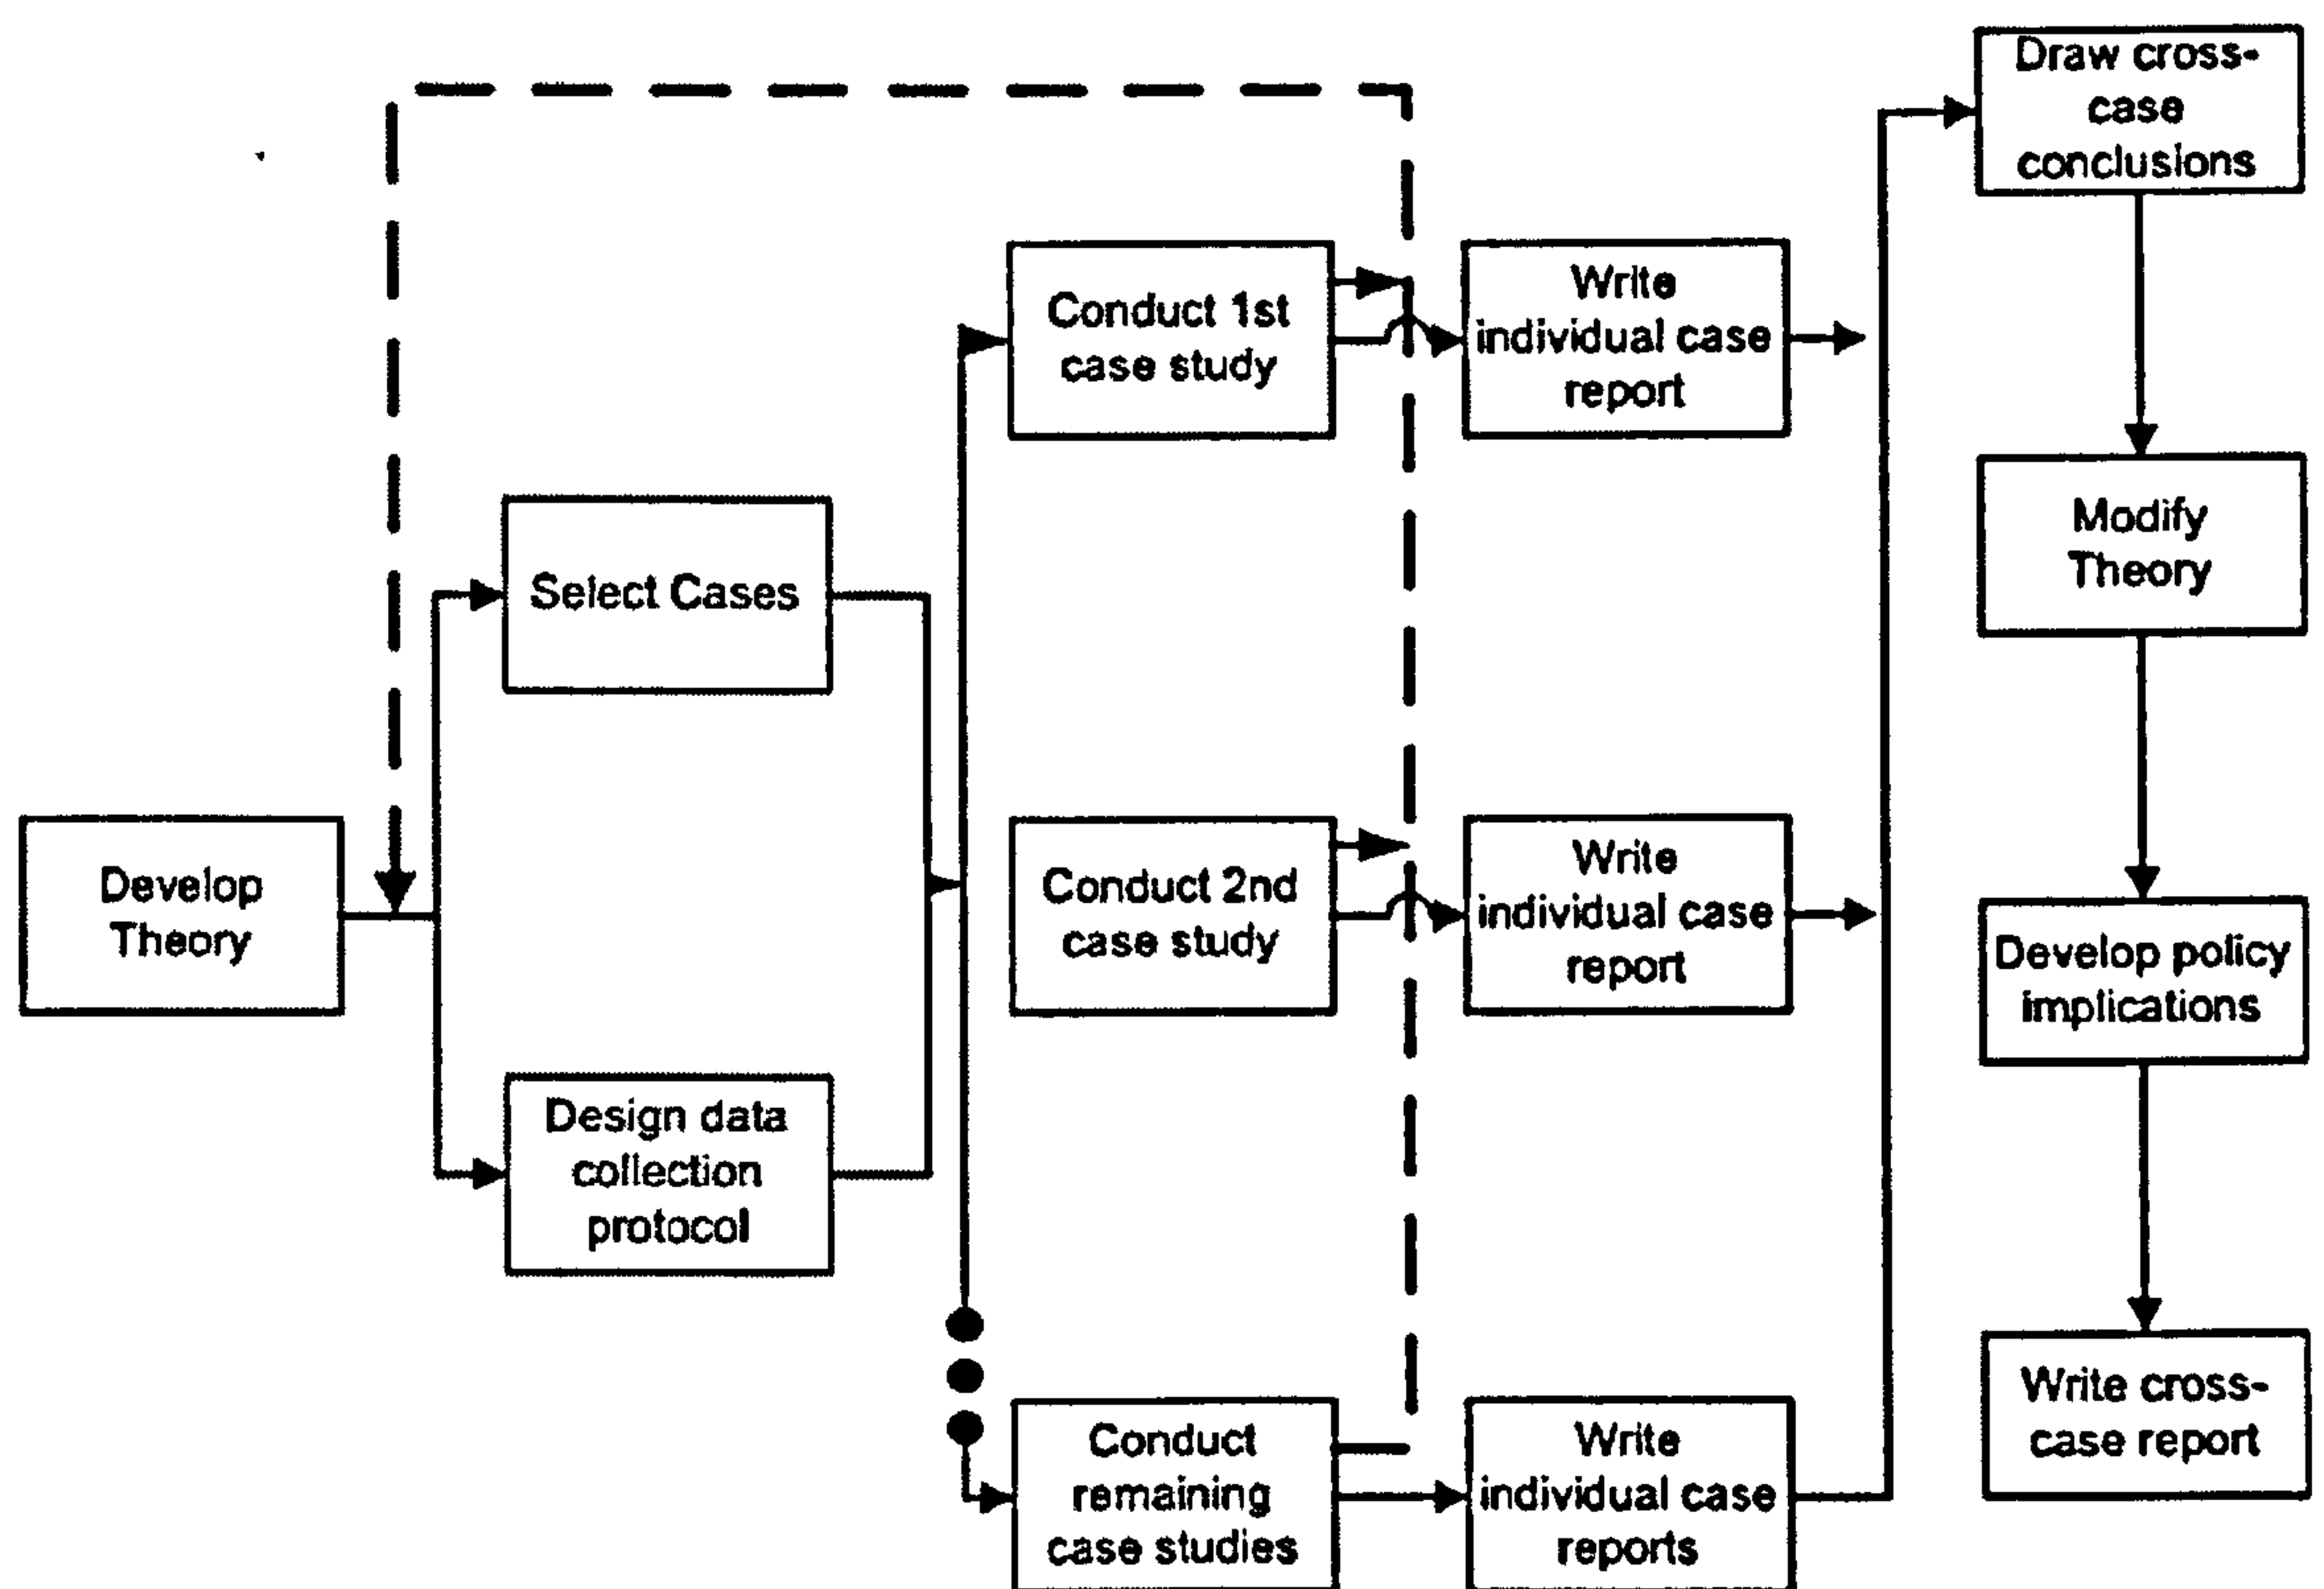 Develop
Theory
Select Cases
Design data
collection
protocol
Conduct 1st
case study
Conduct 2nd
case study
Conduct
remaining
case studies
Write
individual case
report
Write
individual case
report
Write
individual case
reports
Draw cross-
case
conclusions
Modify
Theory
Develop policy
implications
Write cross-
case report